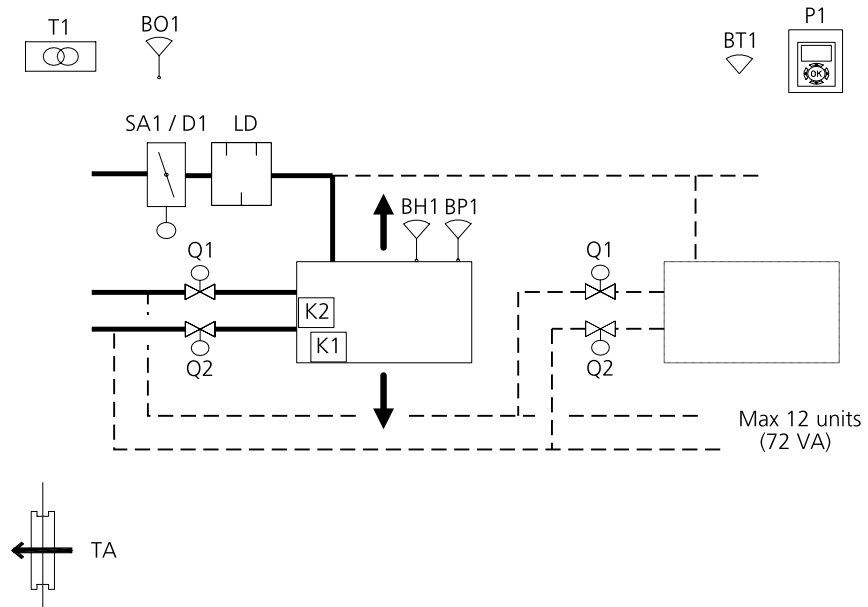 T1
BO1
BT1
P1
OK
SA1 / D1
LD
BH1 BP1
Q1
Q1
K2
K1
Q2
Q2
Max 12 units
(72 VA)
TA